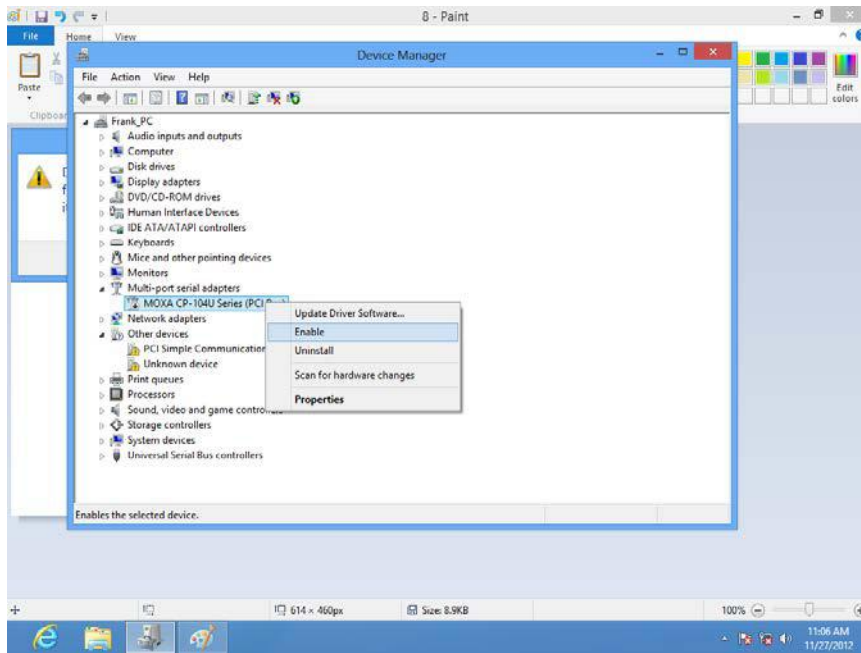 8 - Paint
File Home View
Paste
Edit
colors
Device Manager
File Action View Help
Frank_PC
Audio inputs and outputs
Computer
Disk drives
Display adapters
DVD/CD-ROM drives
Human Interface Devices
IDE ATA/ATAPI controllers
Keyboards
Mice and other pointing devices
Monitors
Multi-port serial adapters
MOXA CP-104U Series (PCI
Network adapters
Other devices
PCI Simple Communication
Unknown device
Print queues
Processors
Sound, video and game
Storage controllers
System devices
Universal Serial Bus controllers
Update Driver Software...
Enable
Uninstall
Scan for hardware changes
Properties
Enables the selected device.
614 × 460px
Size: 8.9KB
100%
11:06 AM
11/27/2012